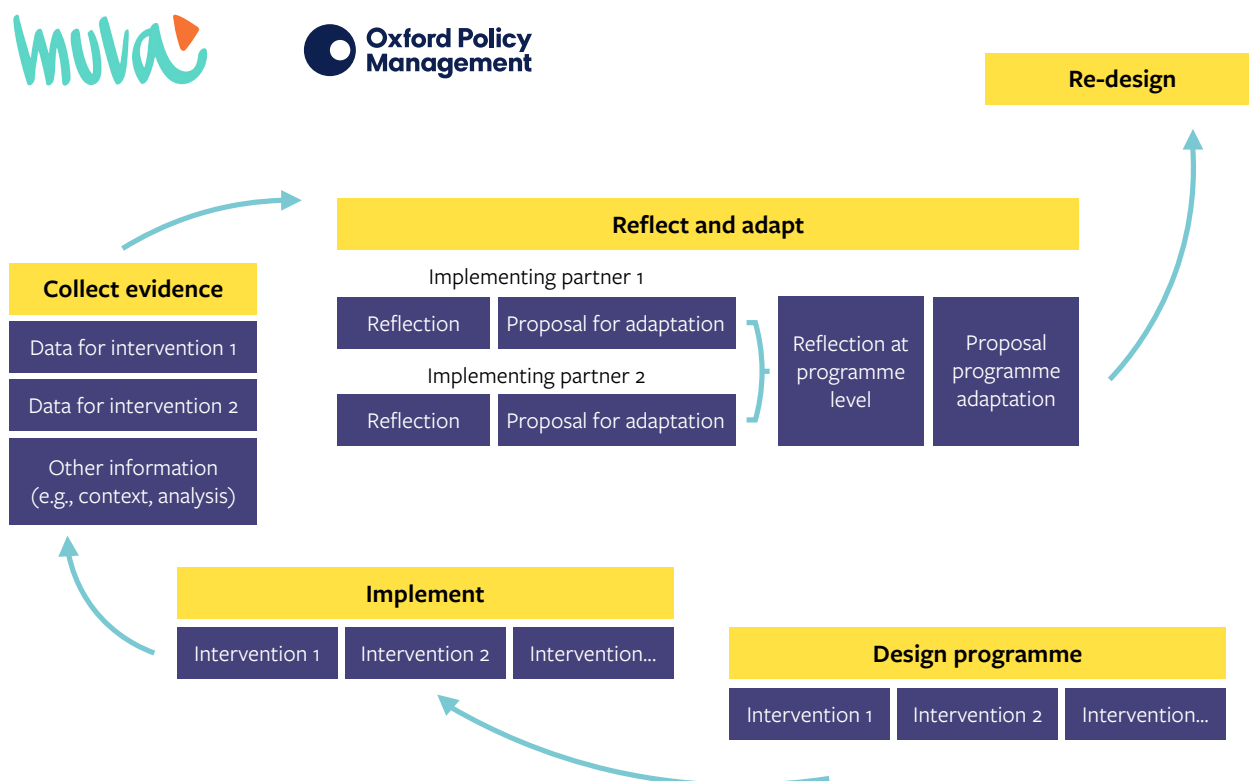 muva
Oxford Policy
Management
Re-design
Reflect and adapt
Implementing partner 1
Reflection
Proposal for adaptation
Implementing partner 2
Reflection
Proposal for adaptation
Reflection at
programme
level
Proposal
programme
adaptation
Collect evidence
Data for intervention 1
Data for intervention 2
Other information
(e.g., context, analysis)
Implement
Intervention 1
Intervention 2
Intervention...
Design programme
Intervention 1
Intervention 2
Intervention...